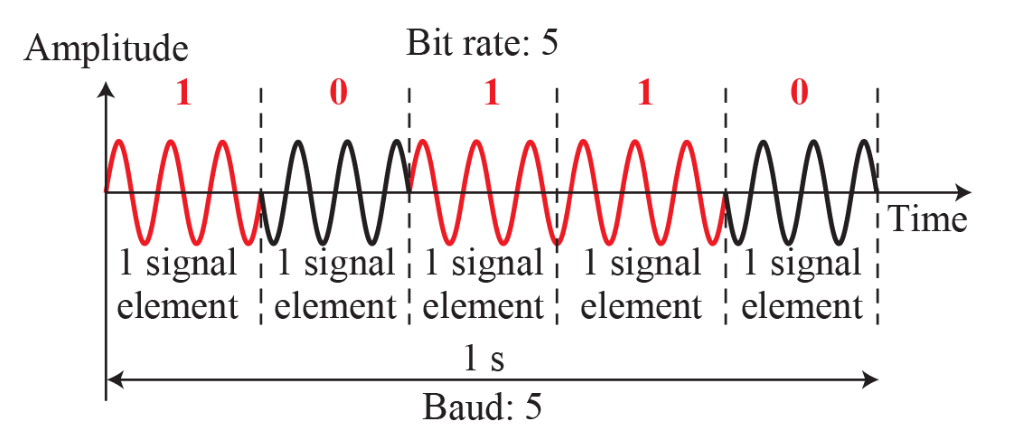 Bit rate: 5
Amplitude
1 0 1 1 0
Time
1 signal 1 signal 1 signal 1 signal 1 signal
element element element element element
1 s
Baud: 5